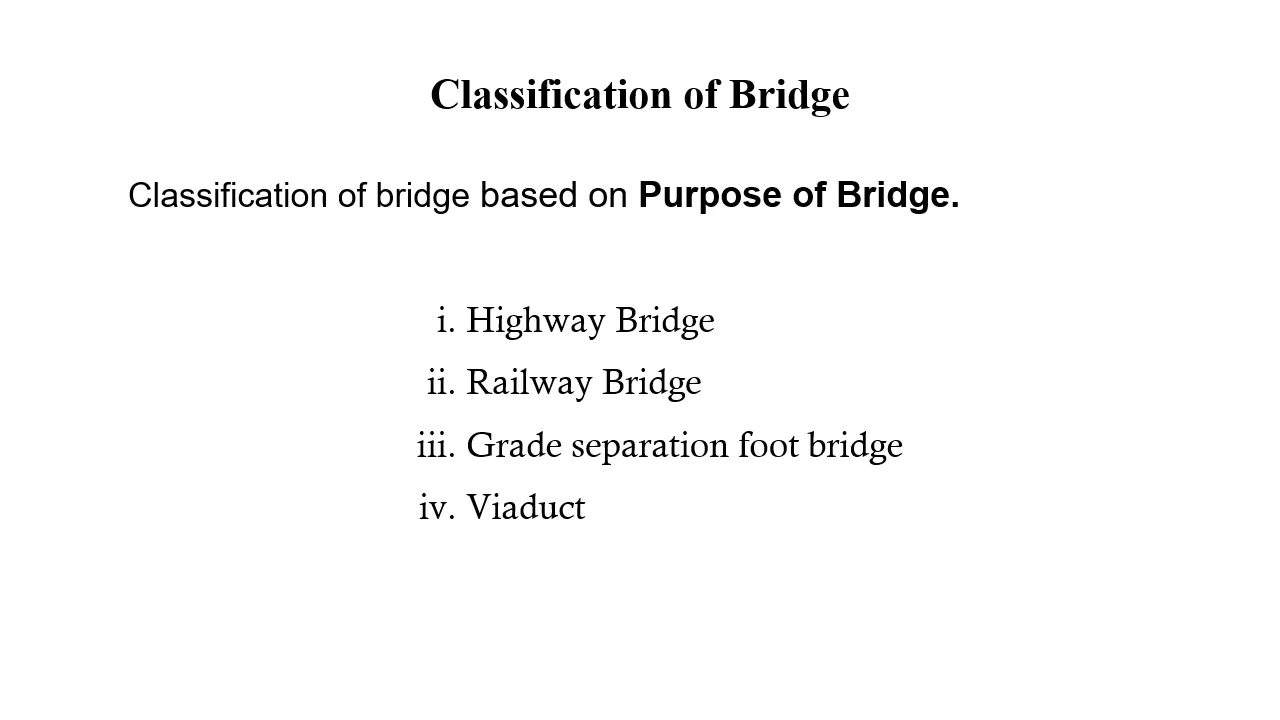 Classification of Bridge
Classification of bridge based on Purpose of Bridge.
i. Highway Bridge
ii. Railway Bridge
iii. Grade separation foot bridge
iv. Viaduct